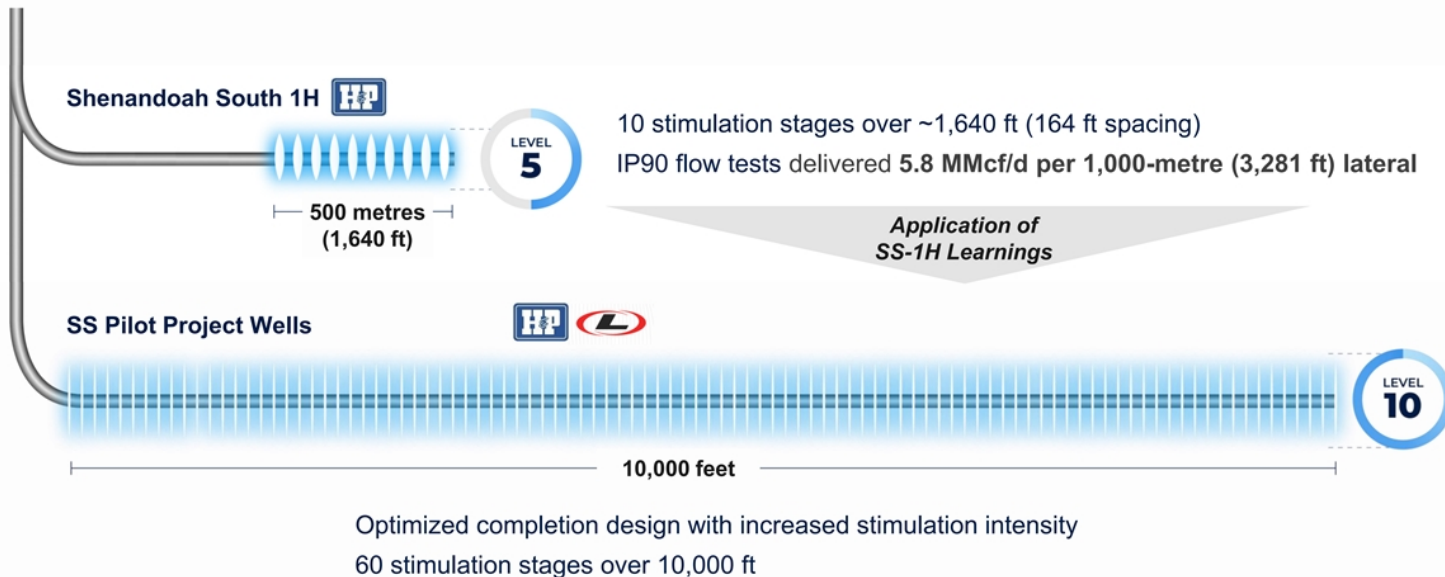 Shenandoah South 1H
H&P
LEVEL
5
10 stimulation stages over ~1,640 ft (164 ft spacing)
IP90 flow tests delivered 5.8 MMcf/d per 1,000-metre (3,281 ft) lateral
500 metres
(1,640 ft)
Application of
SS-1H Learnings
SS Pilot Project Wells
H&P
L
LEVEL
10
10,000 feet
Optimized completion design with increased stimulation intensity
60 stimulation stages over 10,000 ft